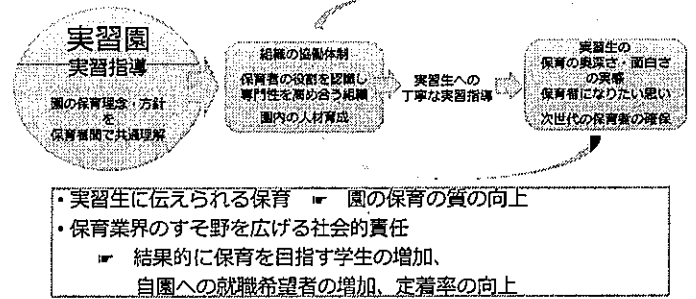 実習園
実習指導
園の保育理念・方針
を
保育者間で共通理解
組織の協働体制
保育者の役割を認識し
専門性を高め合う組織
園内の人材育成
実習生への
丁寧な実習指導
実習生の
保育の奥深さ・面白さ
の実感
保育者になりたい思い
次世代の保育者の確保
・実習生に伝えられる保育 ☞ 園の保育の質の向上
・保育業界のすそ野を広げる社会的責任
☞ 結果的に保育を目指す学生の増加、
自園への就職希望者の増加、定着率の向上